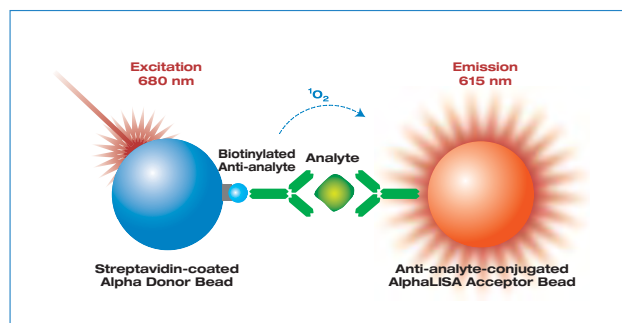 Excitation
680 nm
Emission
615 nm
¹O₂
Biotinylated
Anti-analyte
Analyte
Streptavidin-coated
Alpha Donor Bead
Anti-analyte-conjugated
AlphaLISA Acceptor Bead